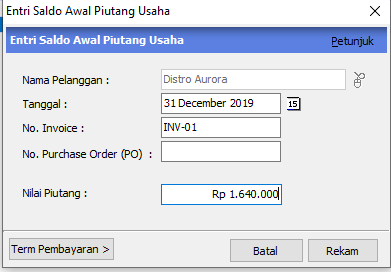 Entri Saldo Awal Piutang Usaha
Entri Saldo Awal Piutang Usaha Petunjuk
Nama Pelanggan : Distro Aurora
Tanggal : 31 December 2019 15
No. Invoice : INV-01
No. Purchase Order (PO) :
Nilai Piutang : Rp 1.640.000
Term Pembayaran > Batal Rekam